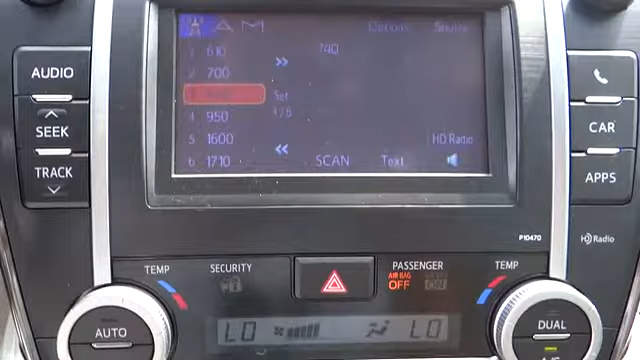 AM Options
1 610 740
2 700
Set
4 950 1/6
5 1600 HD Radio
6 1710 SCAN Text
AUDIO
SEEK
TRACK
CAR
APPS
P10470
HD Radio
TEMP SECURITY PASSENGER TEMP
AIR BAG
OFF ON
LO LO
AUTO DUAL